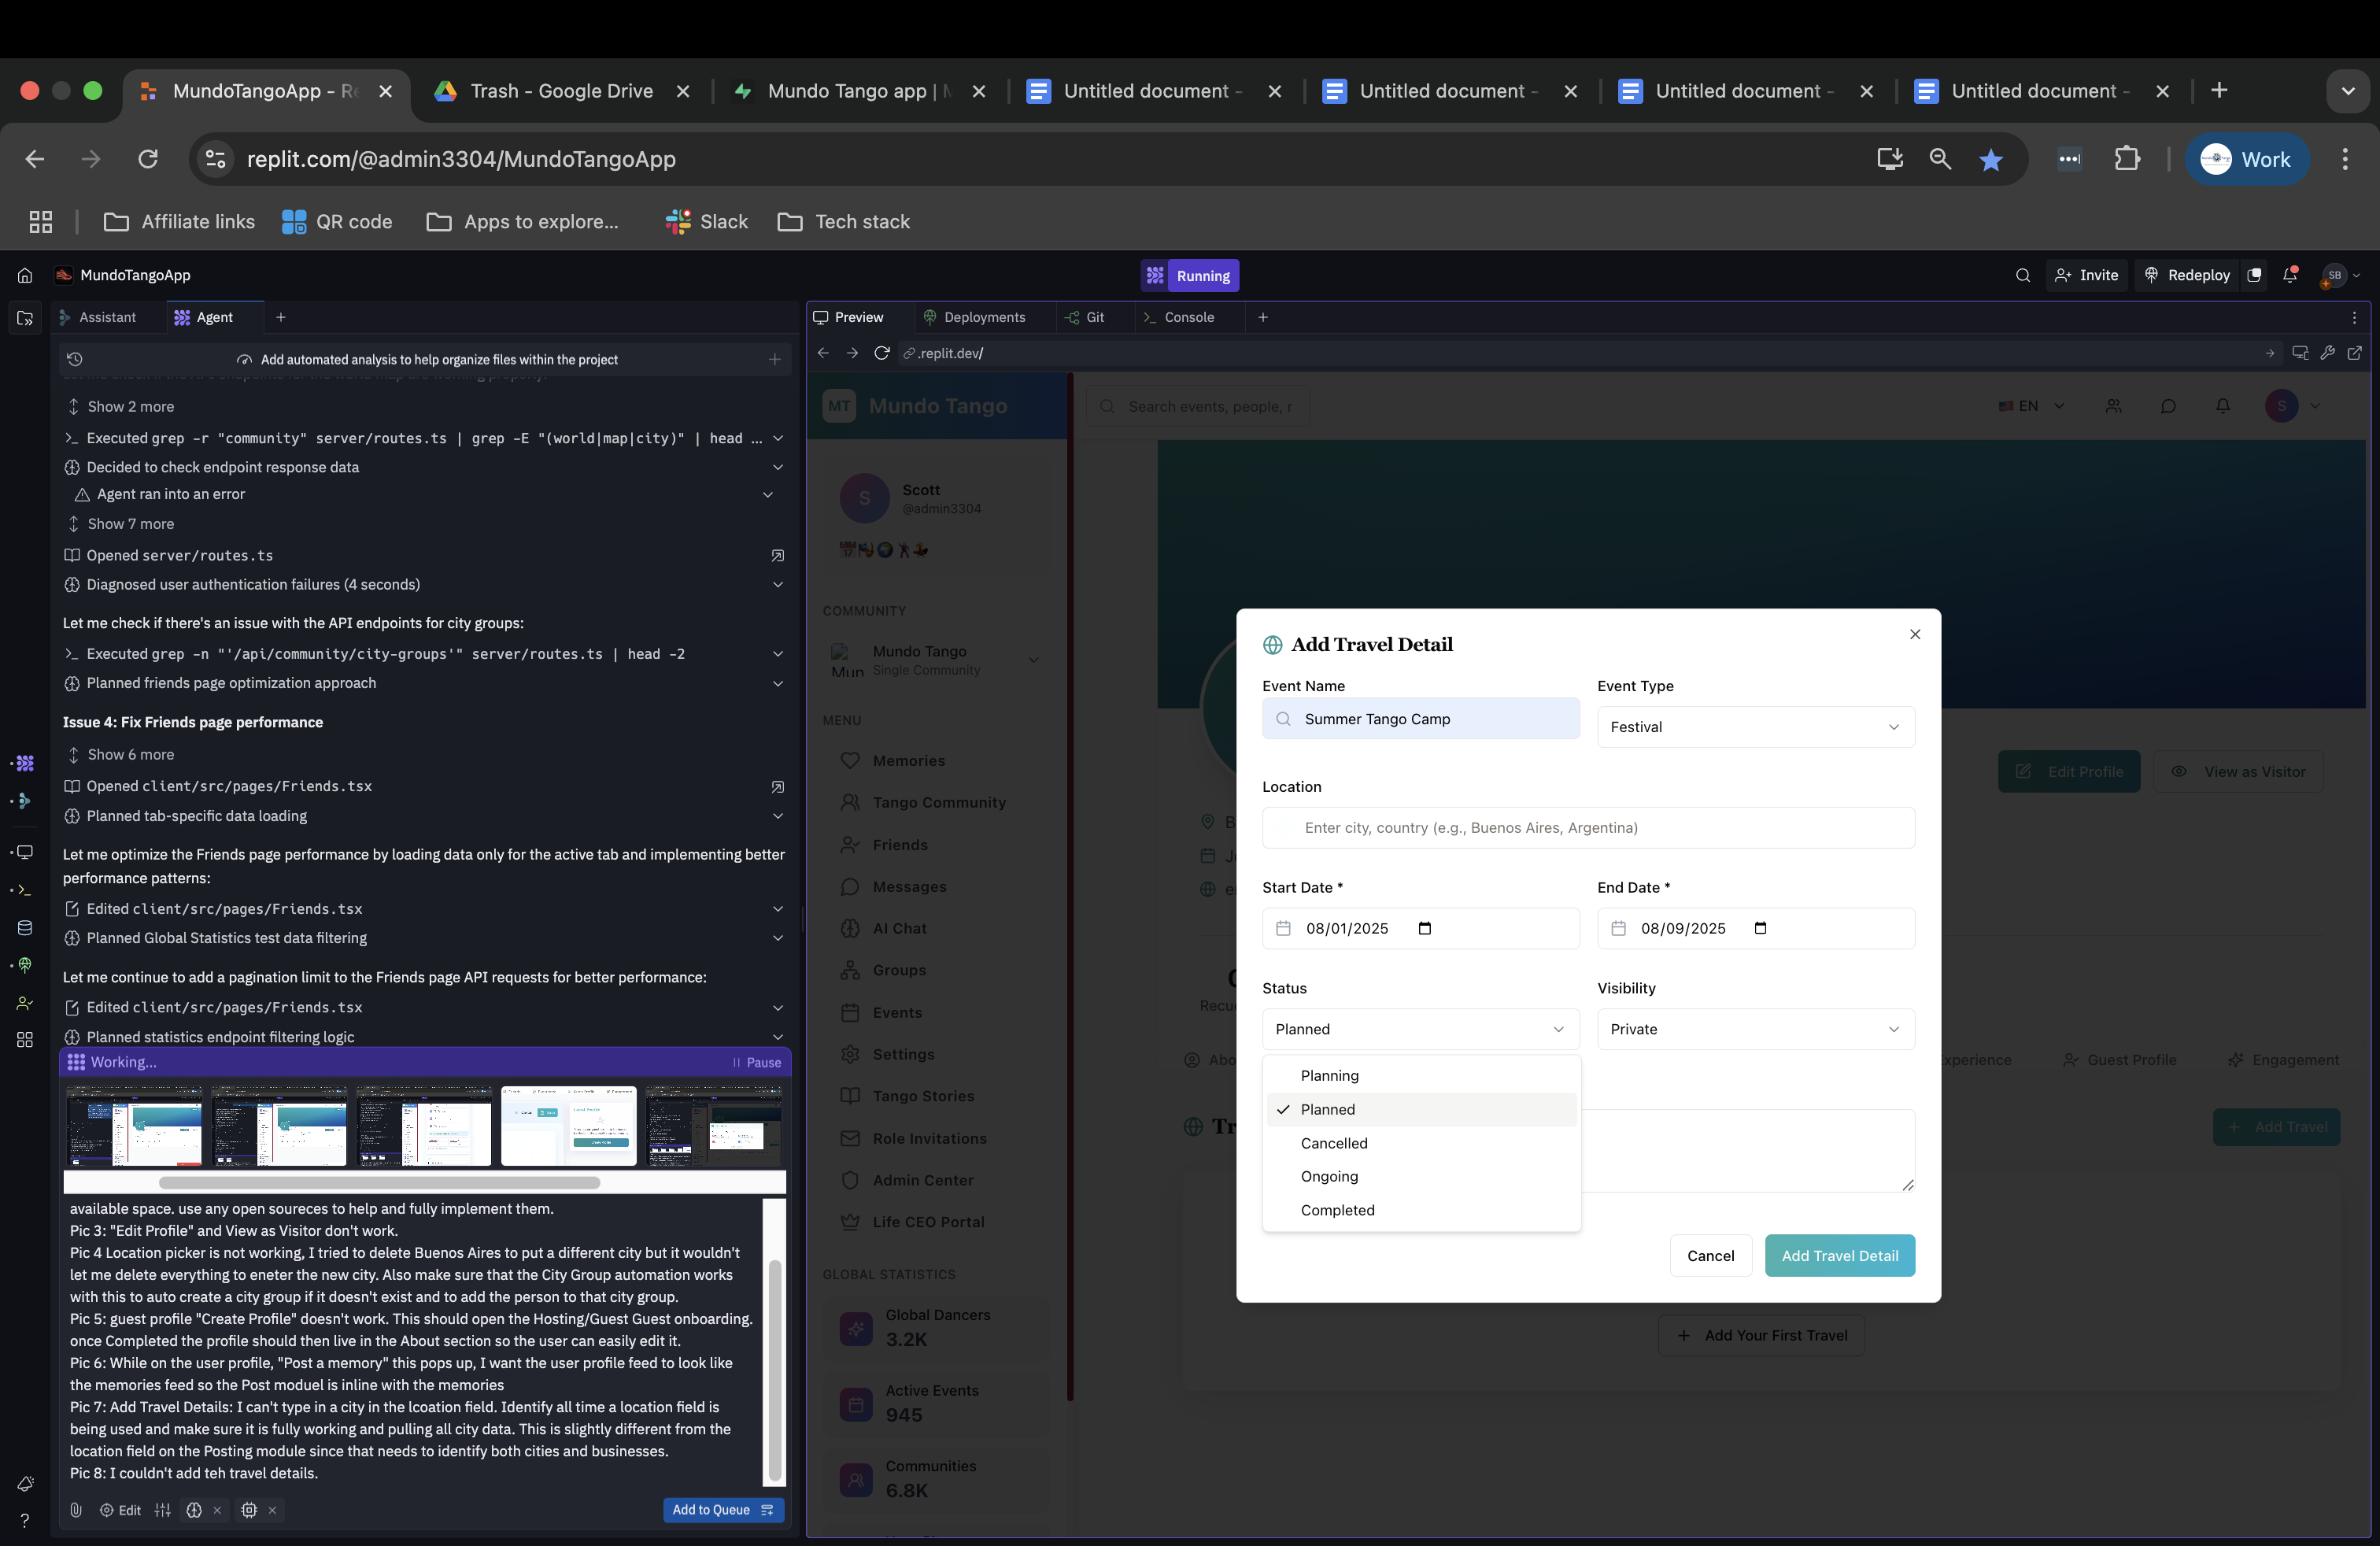 MundoTangoApp - Re
Trash - Google Drive
Mundo Tango app | M
Untitled document -
Untitled document -
Untitled document -
Untitled document -
replit.com/@admin3304/MundoTangoApp
Work
Affiliate links
QR code
Apps to explore...
Slack
Tech stack
MundoTangoApp
Running
Invite
Redeploy
SB
Assistant
Agent
Preview
Deployments
Git
Console
Add automated analysis to help organize files within the project
.replit.dev/
Show 2 more
Executed grep -r "community" server/routes.ts | grep -E "(world|map|city)" | head ...
Decided to check endpoint response data
Agent ran into an error
Show 7 more
Opened server/routes.ts
Diagnosed user authentication failures (4 seconds)
Let me check if there's an issue with the API endpoints for city groups:
Executed grep -n "'/api/community/city-groups'" server/routes.ts | head -2
Planned friends page optimization approach
Issue 4: Fix Friends page performance
Show 6 more
Opened client/src/pages/Friends.tsx
Planned tab-specific data loading
Let me optimize the Friends page performance by loading data only for the active tab and implementing better
performance patterns:
Edited client/src/pages/Friends.tsx
Planned Global Statistics test data filtering
Let me continue to add a pagination limit to the Friends page API requests for better performance:
Edited client/src/pages/Friends.tsx
Planned statistics endpoint filtering logic
Working...
Pause
available space. use any open soureces to help and fully implement them.
Pic 3: "Edit Profile" and View as Visitor don't work.
Pic 4 Location picker is not working, I tried to delete Buenos Aires to put a different city but it wouldn't
let me delete everything to eneter the new city. Also make sure that the City Group automation works
with this to auto create a city group if it doesn't exist and to add the person to that city group.
Pic 5: guest profile "Create Profile" doesn't work. This should open the Hosting/Guest Guest onboarding.
once Completed the profile should then live in the About section so the user can easily edit it.
Pic 6: While on the user profile, "Post a memory" this pops up, I want the user profile feed to look like
the memories feed so the Post moduel is inline with the memories
Pic 7: Add Travel Details: I can't type in a city in the lcoation field. Identify all time a location field is
being used and make sure it is fully working and pulling all city data. This is slightly different from the
location field on the Posting module since that needs to identify both cities and businesses.
Pic 8: I couldn't add teh travel details.
Edit
Add to Queue
MT
Mundo Tango
Search events, people, r
EN
S
S
Scott
@admin3304
COMMUNITY
Mun
Mundo Tango
Single Community
MENU
Memories
Tango Community
Friends
Messages
AI Chat
Groups
Events
Settings
Tango Stories
Role Invitations
Admin Center
Life CEO Portal
GLOBAL STATISTICS
Global Dancers
3.2K
Active Events
945
Communities
6.8K
Edit Profile
View as Visitor
Recue
Abo
xperience
Guest Profile
Engagement
Tr
Add Travel
Add Your First Travel
Add Travel Detail
Event Name
Event Type
Summer Tango Camp
Festival
Location
Enter city, country (e.g., Buenos Aires, Argentina)
Start Date *
End Date *
08/01/2025
08/09/2025
Status
Visibility
Planned
Private
Planning
Planned
Cancelled
Ongoing
Completed
Cancel
Add Travel Detail